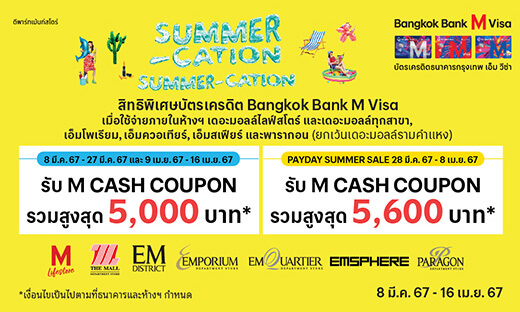 ดีพาร์ทเม้นท์สโตร์
SUMMER
-CATION
SUMMER-CATION
Bangkok Bank M Visa
บัตรเครดิตธนาคารกรุงเทพ เอ็ม วีซ่า
สิทธิพิเศษบัตรเครดิต Bangkok Bank M Visa
เมื่อใช้จ่ายภายในห้างฯ เดอะมอลล์ไลฟ์สโตร์ และเดอะมอลล์ทุกสาขา,
เอ็มโพเรียม, เอ็มควอเทียร์, เอ็มสเฟียร์ และพารากอน (ยกเว้นเดอะมอลล์รามคำแหง)
8 มี.ค. 67 - 27 มี.ค. 67 และ 9 เม.ย. 67 - 16 เม.ย. 67
รับ M CASH COUPON
รวมสูงสุด 5,000 บาท*
PAYDAY SUMMER SALE 28 มี.ค. 67 - 8 เม.ย. 67
รับ M CASH COUPON
รวมสูงสุด 5,600 บาท*
M Lifestore
THE MALL DEPARTMENT STORE
EM DISTRICT
EMPORIUM DEPARTMENT STORE
EMQUARTIER DEPARTMENT STORE
EMSPHERE
PARAGON DEPARTMENT STORE
*เงื่อนไขเป็นไปตามที่ธนาคารและห้างฯ กำหนด
8 มี.ค. 67 - 16 เม.ย. 67